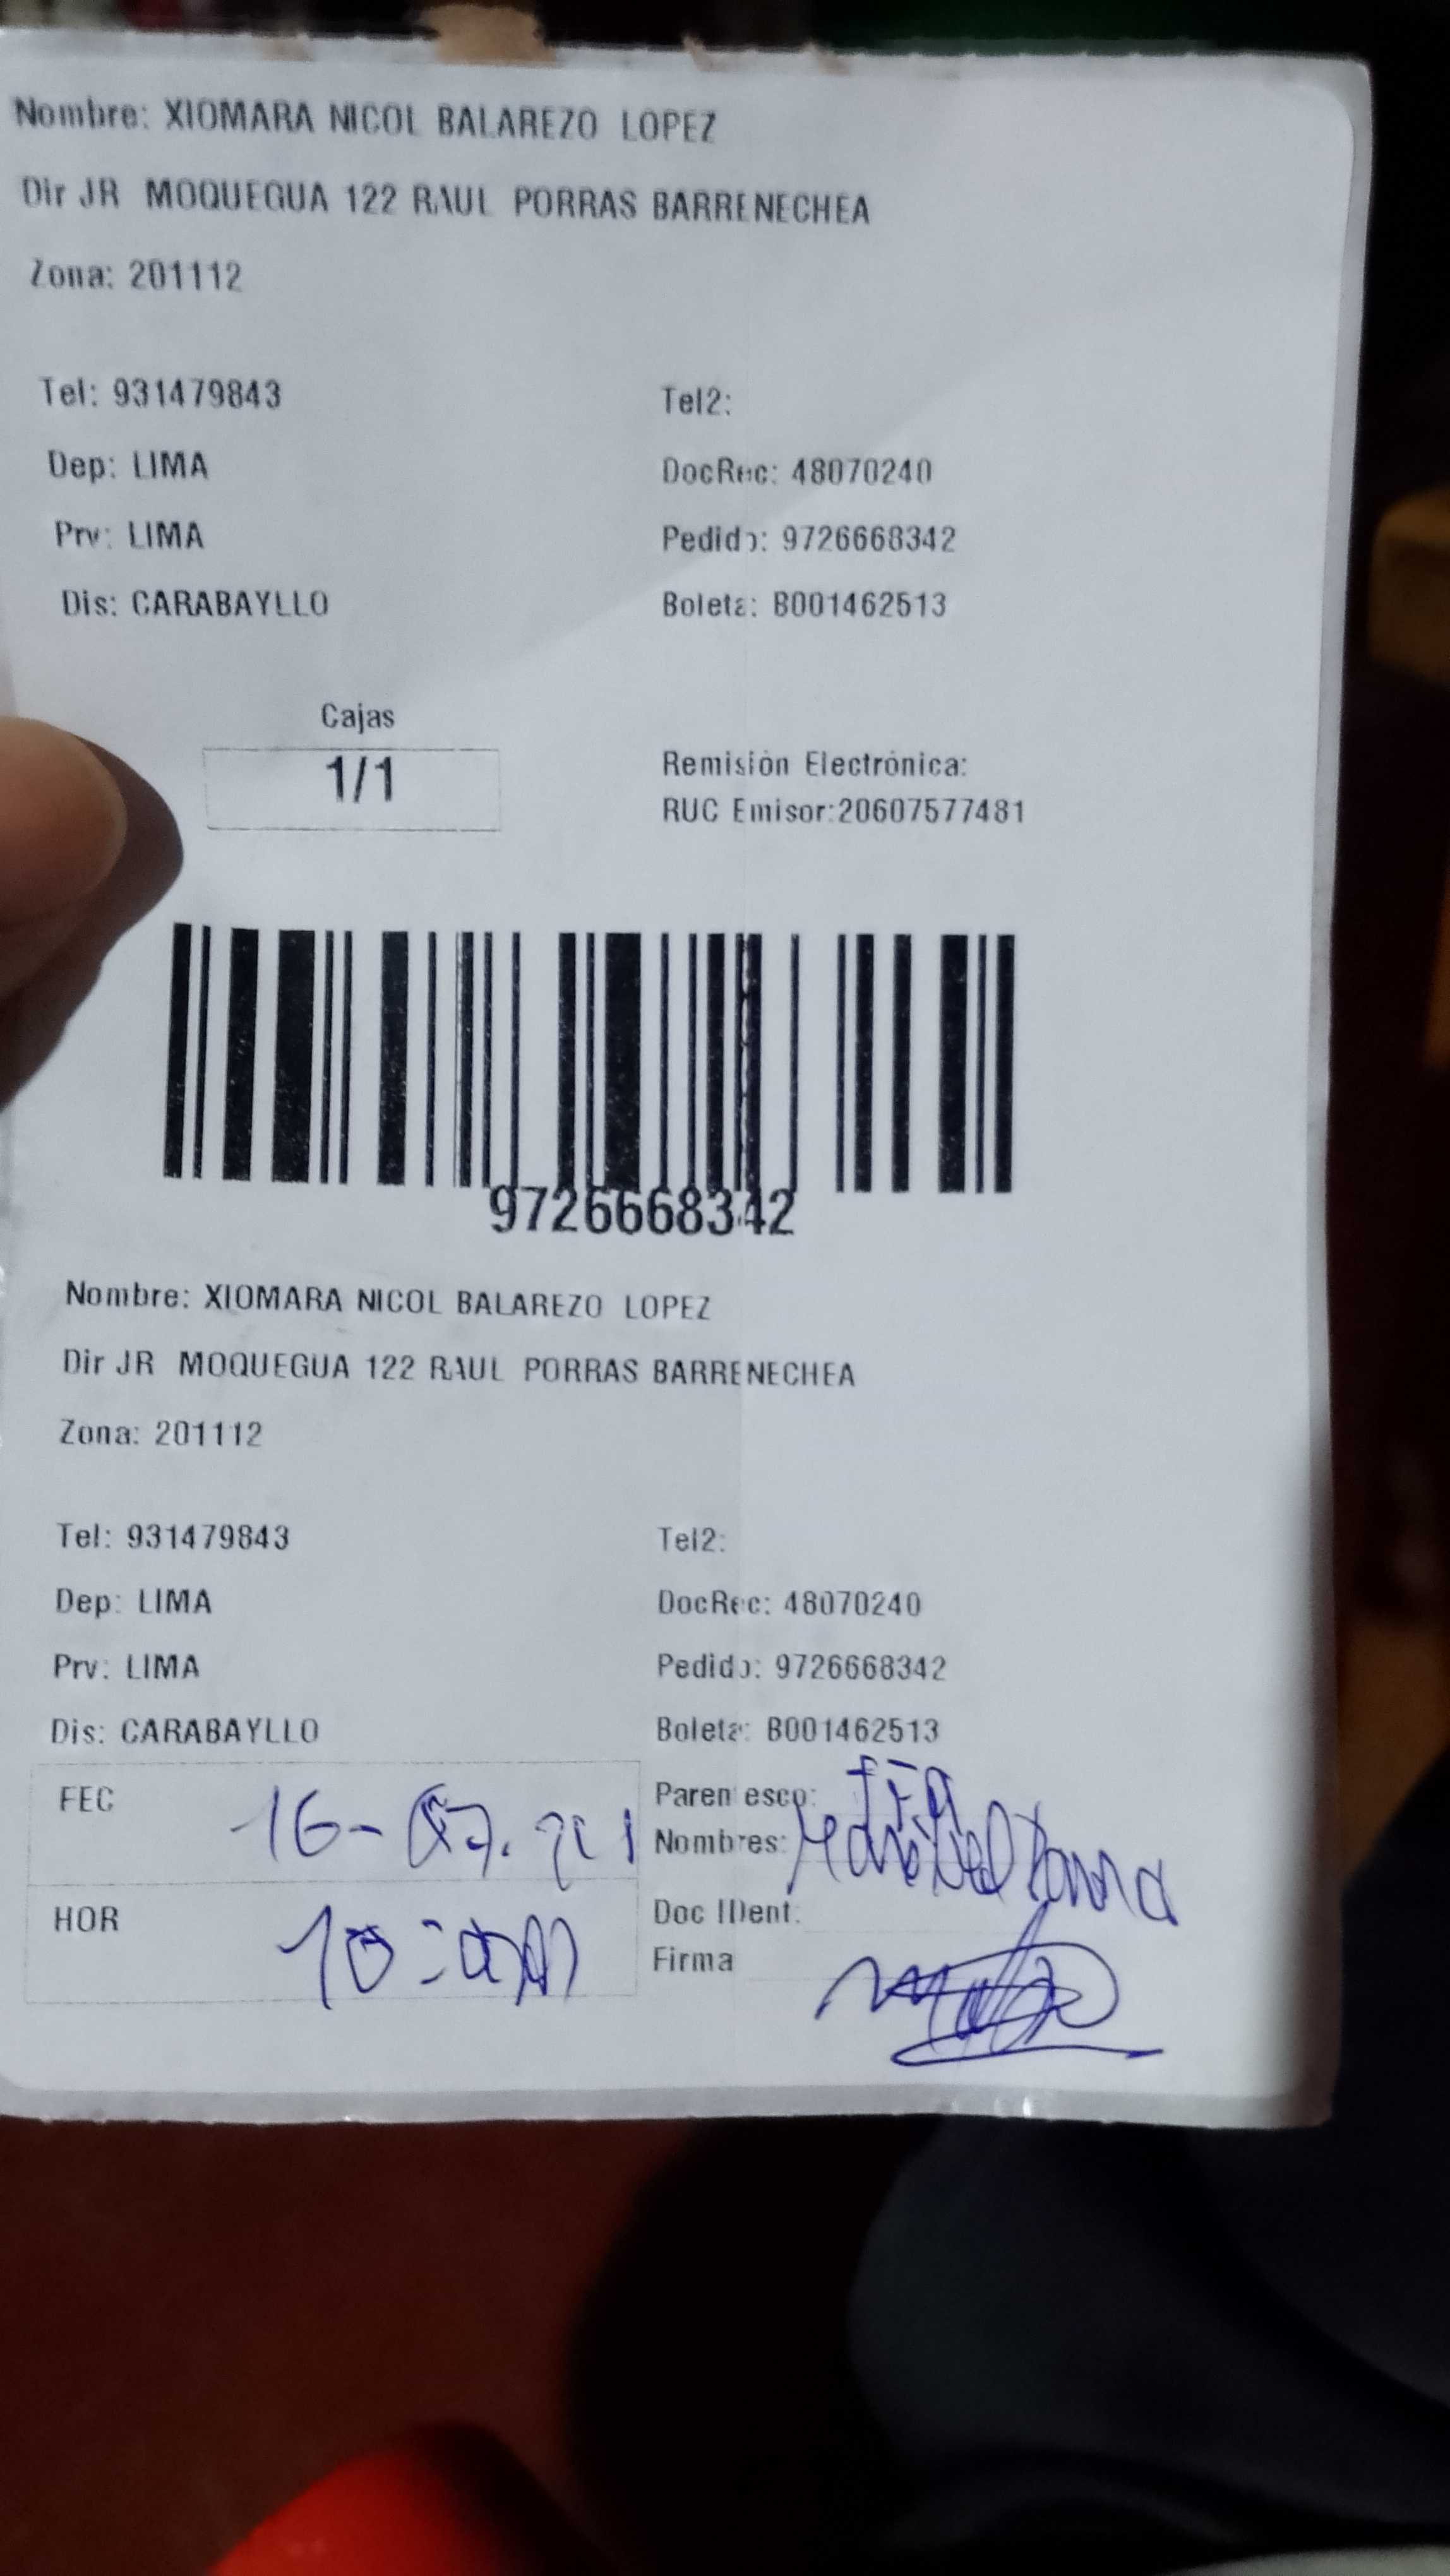 Nombre: XIOMARA NICOL BALAREZO LOPEZ
Dir JR MOQUEGUA 122 RAUL PORRAS BARRENECHEA
Zona: 201112
Tel: 931479843 Tel2:
Dep: LIMA DocRec: 48070240
Prv: LIMA Pedido: 9726668342
Dis: CARABAYLLO Boleta: B001462513
Cajas
1/1
Remisión Electrónica:
RUC Emisor:20607577481
9726668342
Nombre: XIOMARA NICOL BALAREZO LOPEZ
Dir JR MOQUEGUA 122 RAUL PORRAS BARRENECHEA
Zona: 201112
Tel: 931479843 Tel2:
Dep: LIMA DocRec: 48070240
Prv: LIMA Pedido: 9726668342
Dis: CARABAYLLO Boleta: B001462513
FEC 16- Parentesco:
Nombres:
HOR Doc IDent:
Firma